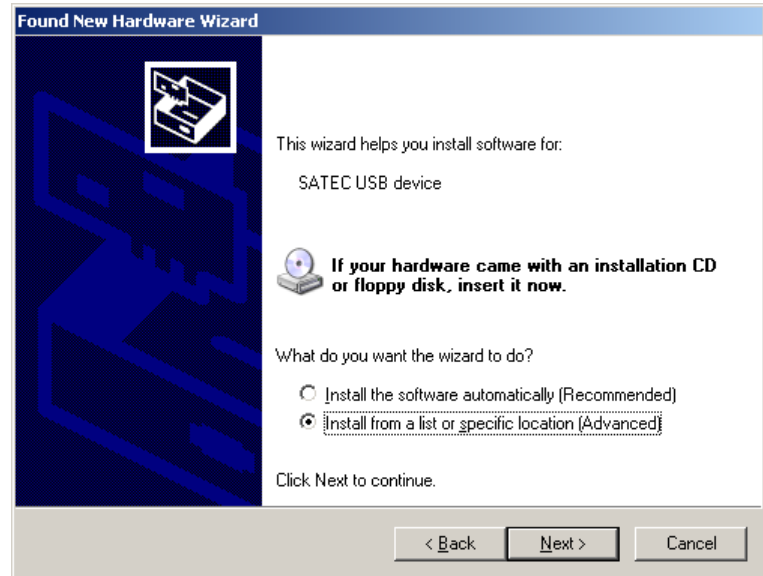 Found New Hardware Wizard
This wizard helps you install software for:
SATEC USB device
If your hardware came with an installation CD
or floppy disk, insert it now.
What do you want the wizard to do?
Install the software automatically (Recommended)
Install from a list or specific location (Advanced)
Click Next to continue.
< Back Next > Cancel